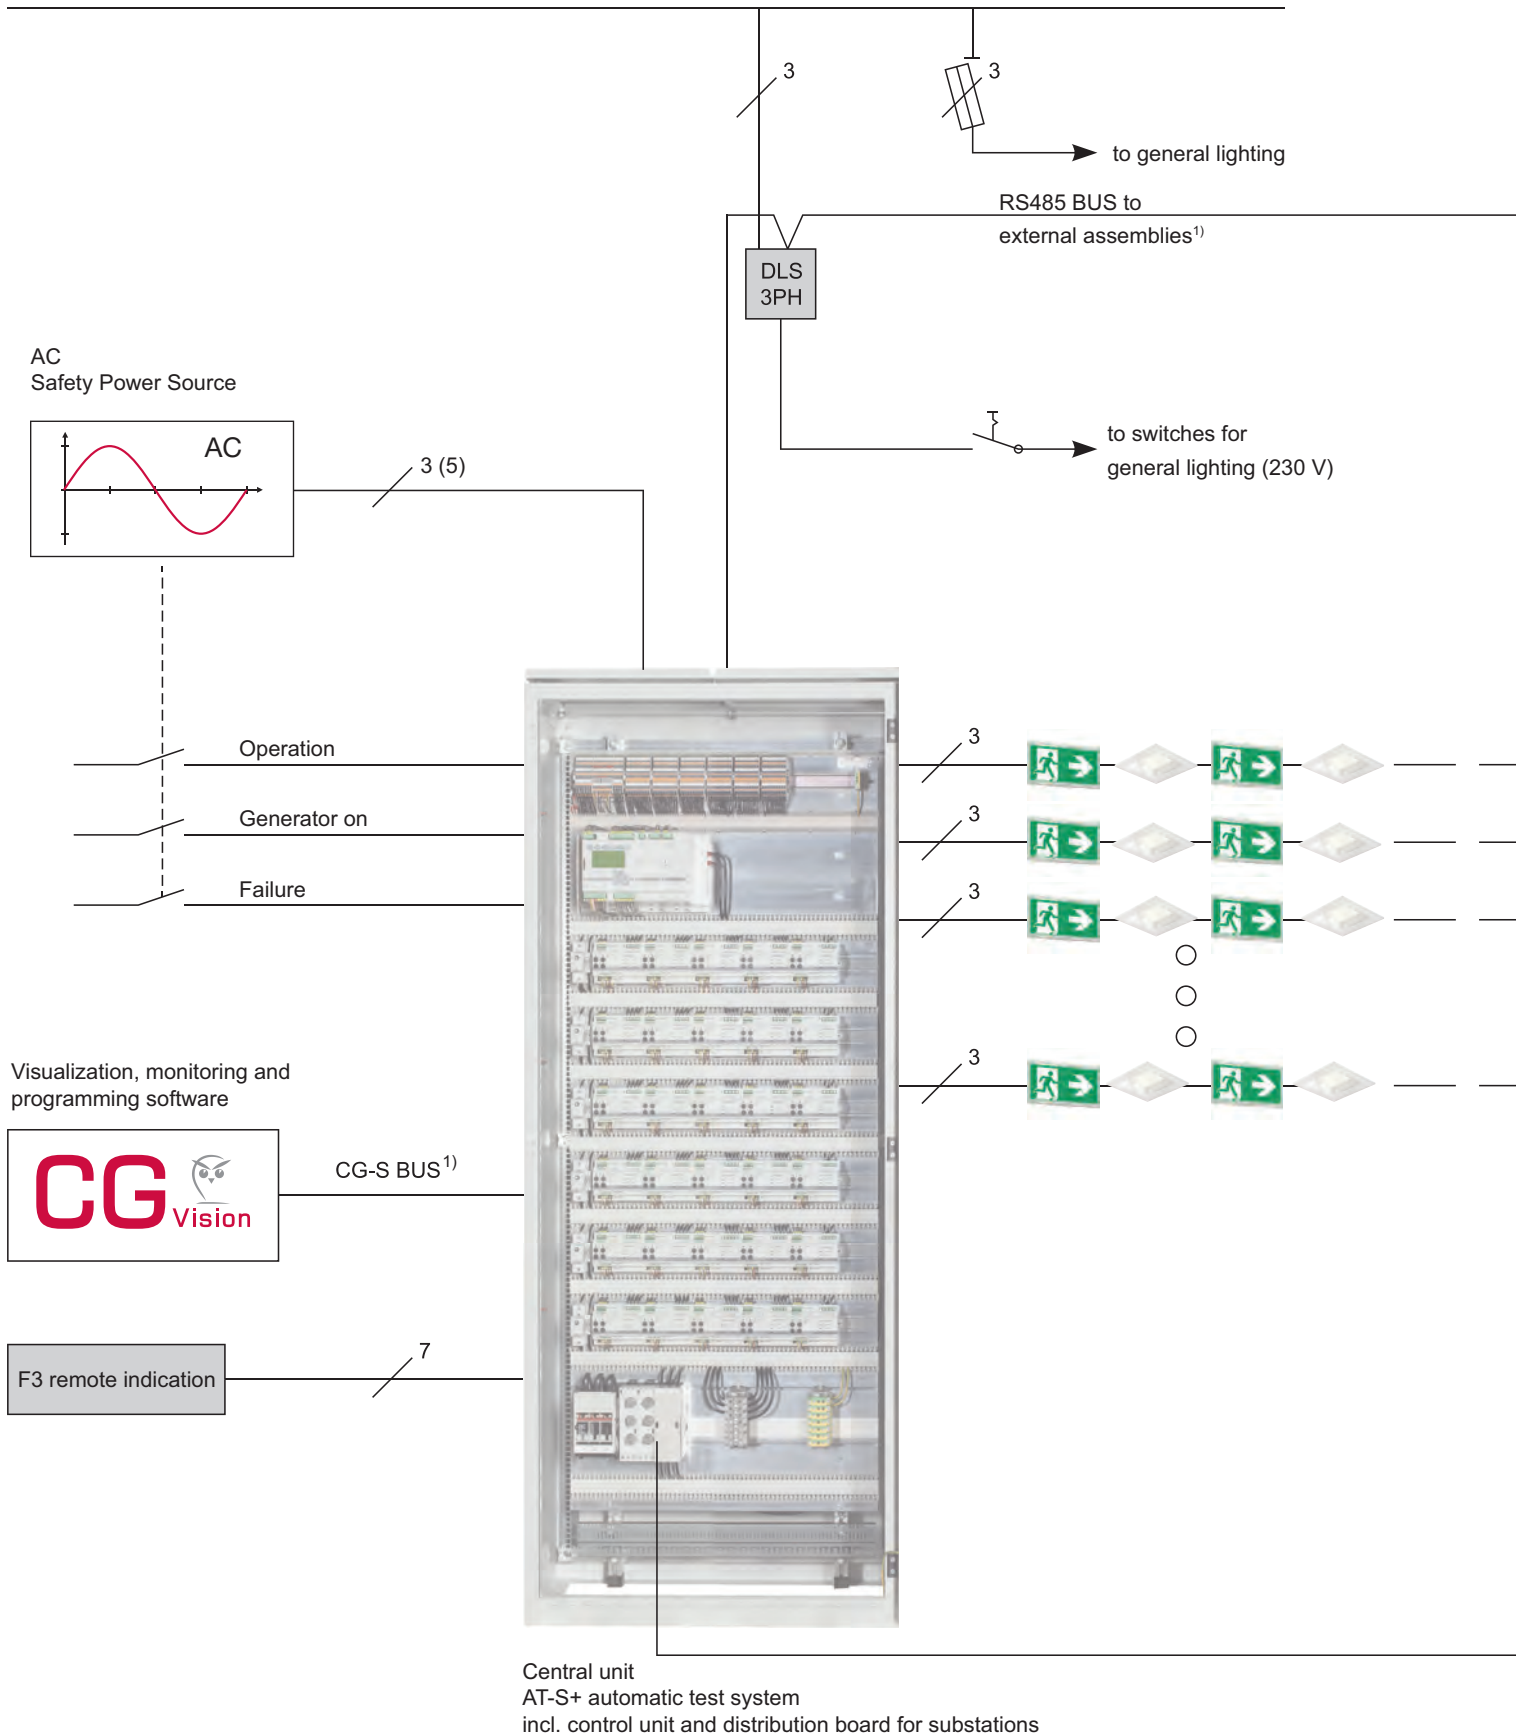 3
3
to general lighting
RS485 BUS to
external assemblies1)
DLS
3PH
AC
Safety Power Source
AC
3 (5)
to switches for
general lighting (230 V)
Operation
3
Generator on
3
Failure
3
3
Visualization, monitoring and
programming software
CG
Vision
CG-S BUS1)
F3 remote indication
7
Central unit
AT-S+ automatic test system
incl. control unit and distribution board for substations